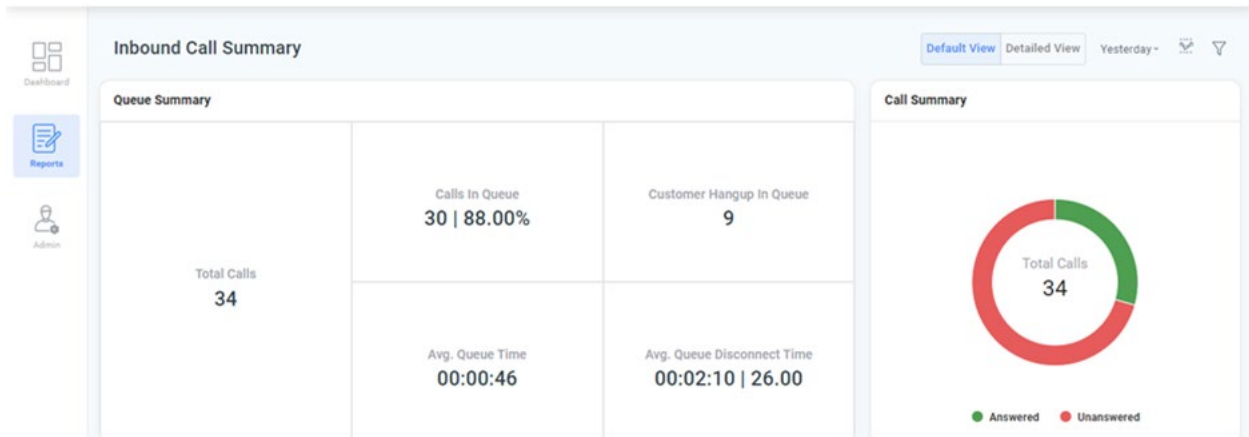 Inbound Call Summary
Default View
Detailed View
Yesterday
Dashboard
Reports
Admin
Queue Summary
Total Calls
34
Calls In Queue
30 | 88.00%
Customer Hangup In Queue
9
Avg. Queue Time
00:00:46
Avg. Queue Disconnect Time
00:02:10 | 26.00
Call Summary
Total Calls
34
Answered
Unanswered